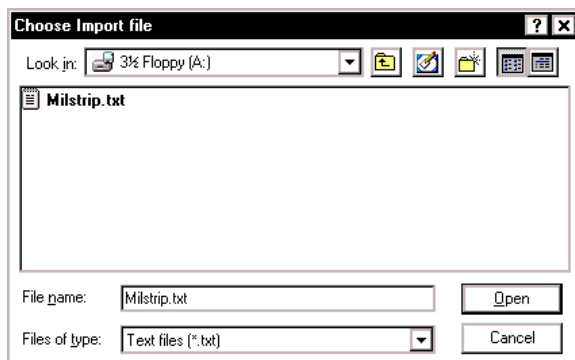 Choose Import file
Look in: 3½ Floppy (A:)
Milstrip.txt
File name: Milstrip.txt Open
Files of type: Text files (*.txt) Cancel